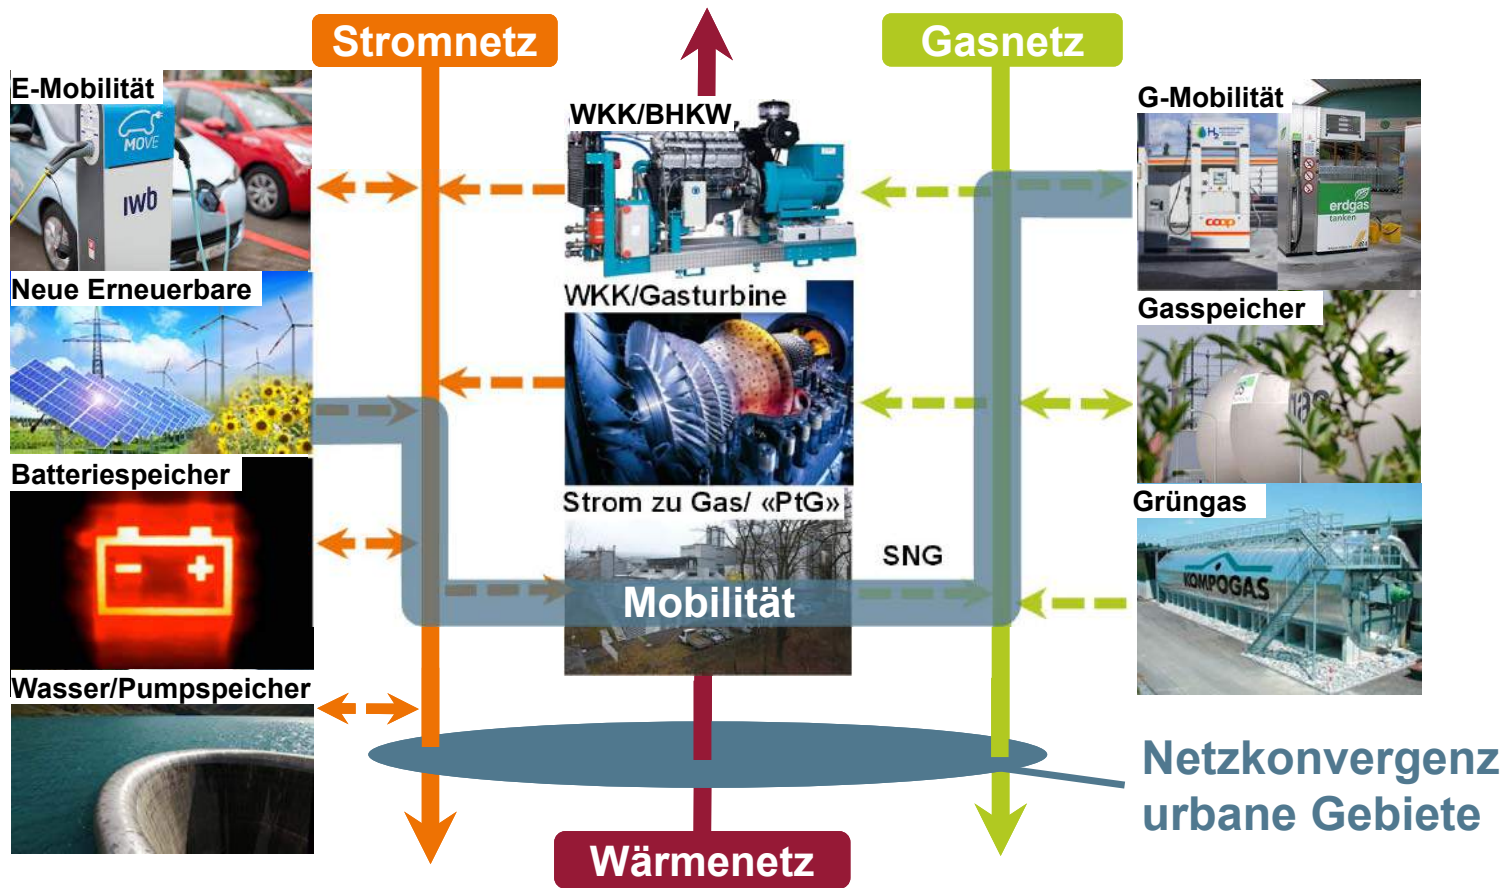 Stromnetz
Gasnetz
E-Mobilität
MOVE
iwb
WKK/BHKW
G-Mobilität
H2
coop
erdgas
tanken
Neue Erneuerbare
WKK/Gasturbine
Gasspeicher
Batteriespeicher
Strom zu Gas/ «PtG»
SNG
Grüngas
KOMPOGAS
Mobilität
Wasser/Pumpspeicher
Netzkonvergenz
urbane Gebiete
Wärmenetz